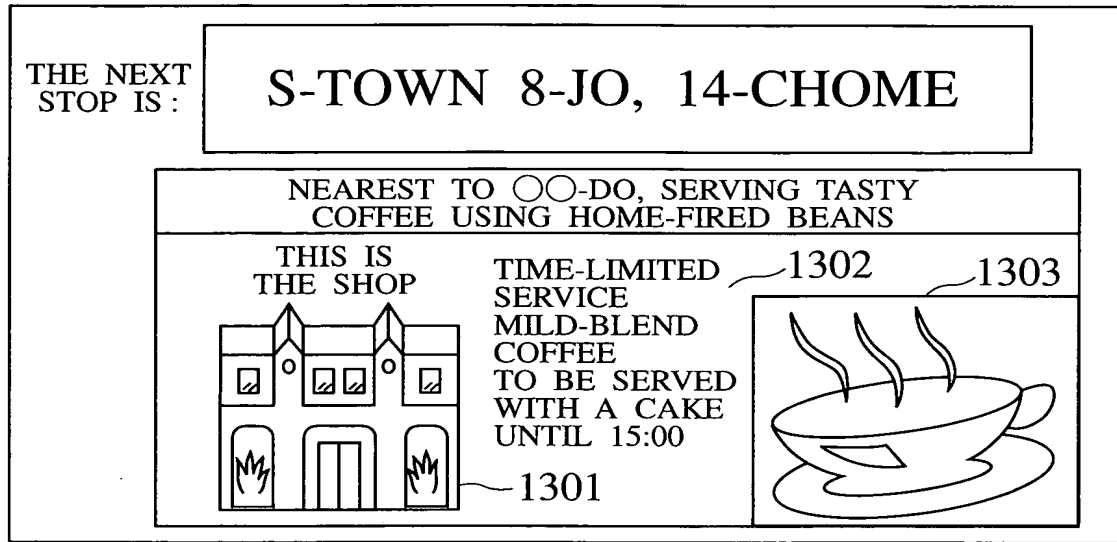 THE NEXT
STOP IS :
S-TOWN 8-JO, 14-CHOME
NEAREST TO ○○-DO, SERVING TASTY
COFFEE USING HOME-FIRED BEANS
THIS IS
THE SHOP
TIME-LIMITED
SERVICE
MILD-BLEND
COFFEE
TO BE SERVED
WITH A CAKE
UNTIL 15:00
1302
1303
1301